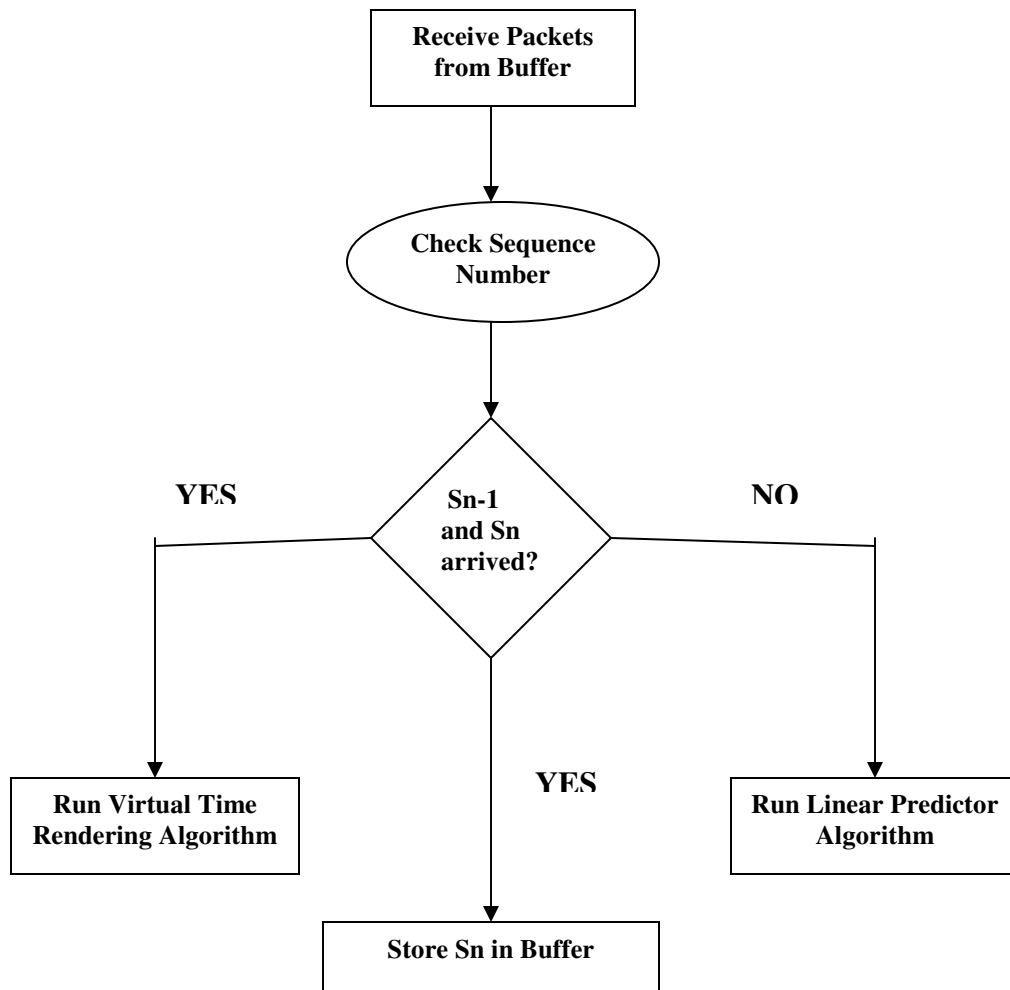 Receive Packets
from Buffer
Check Sequence
Number
YES
NO
Sn-1
and Sn
arrived?
YES
Run Virtual Time
Rendering Algorithm
Run Linear Predictor
Algorithm
Store Sn in Buffer